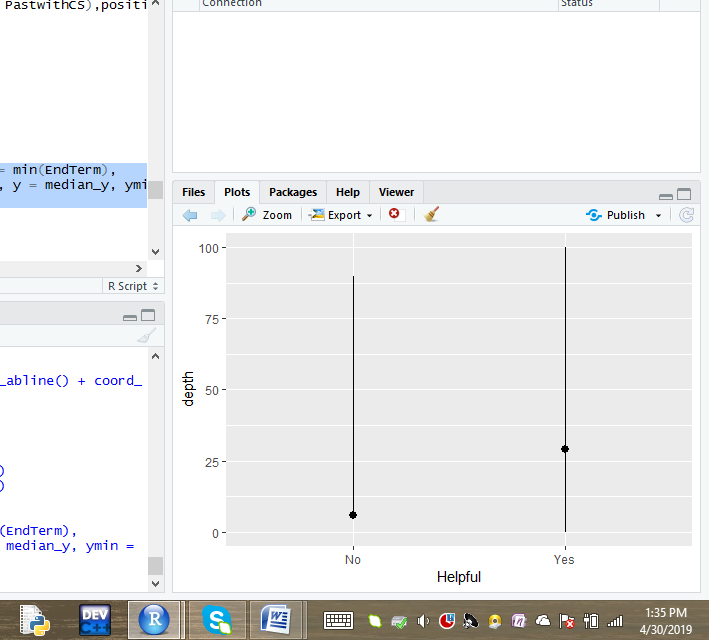 PastwithCS),positi
= min(EndTerm),
, y = median_y, ymi
R Script
_abline() + coord_
)
)
(EndTerm),
median_y, ymin =
Connection Status
Files Plots Packages Help Viewer
Zoom Export Publish
100
75
50
25
0
depth
No Yes
Helpful
DEV
C++
R
S
W
1:35 PM
4/30/2019